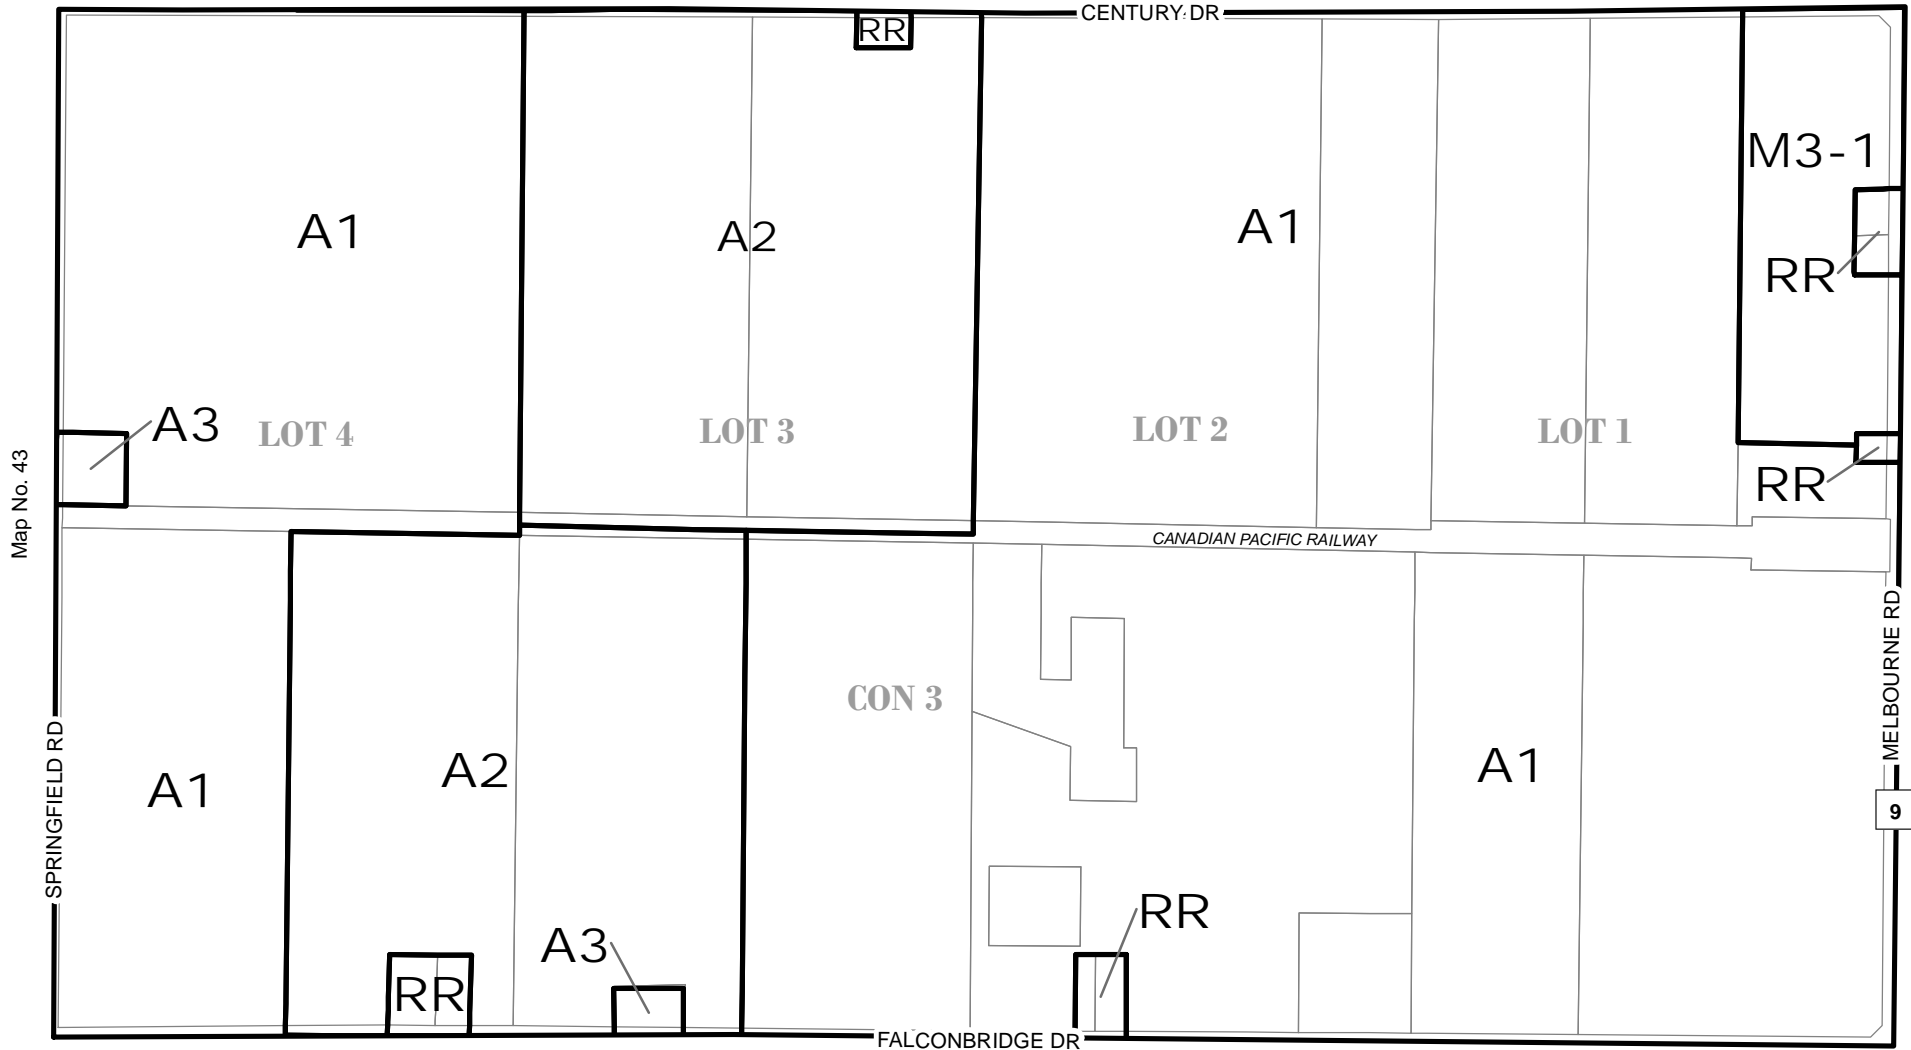 CENTURY DR
RR
M3-1
A1
A2
A1
RR
A3
LOT 4
LOT 3
LOT 2
LOT 1
RR
Map No. 43
CANADIAN PACIFIC RAILWAY
MELBOURNE RD
CON 3
SPRINGFIELD RD
A1
A2
A1
9
A3
RR
RR
FALCONBRIDGE DR